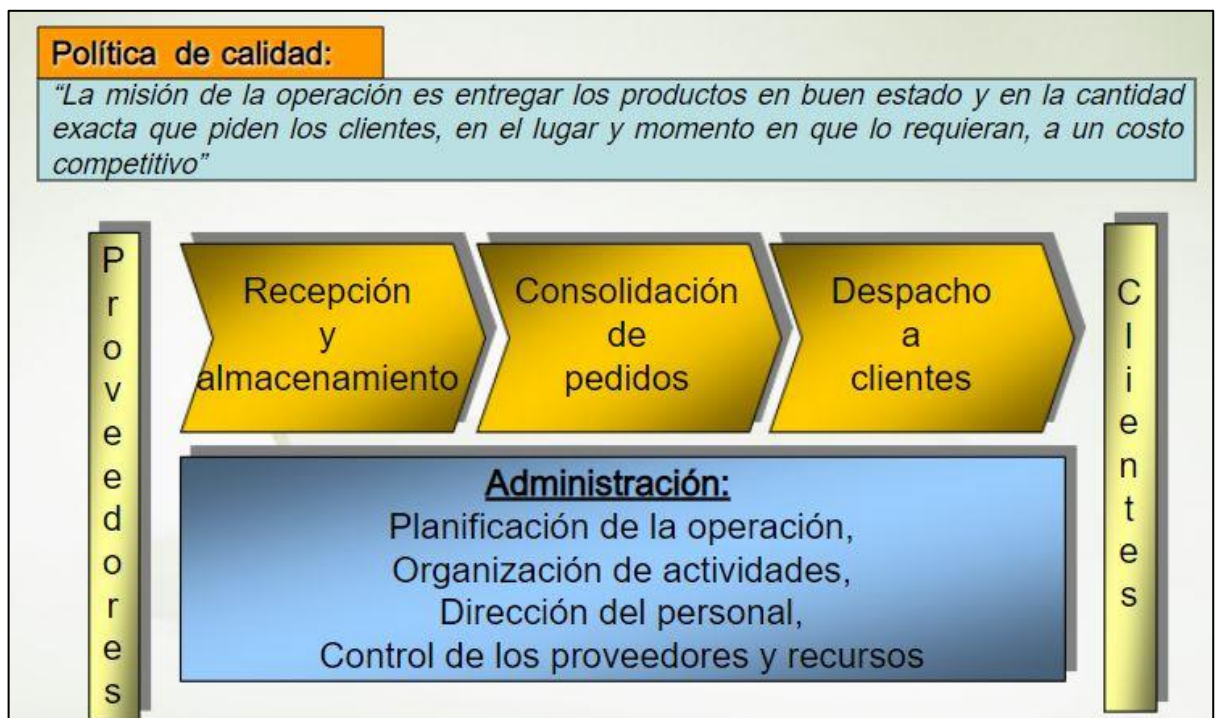 Política de calidad:
“La misión de la operación es entregar los productos en buen estado y en la cantidad
exacta que piden los clientes, en el lugar y momento en que lo requieran, a un costo
competitivo”
Proveedores
Recepción
y
almacenamiento
Consolidación
de
pedidos
Despacho
a
clientes
Clientes
Administración:
Planificación de la operación,
Organización de actividades,
Dirección del personal,
Control de los proveedores y recursos